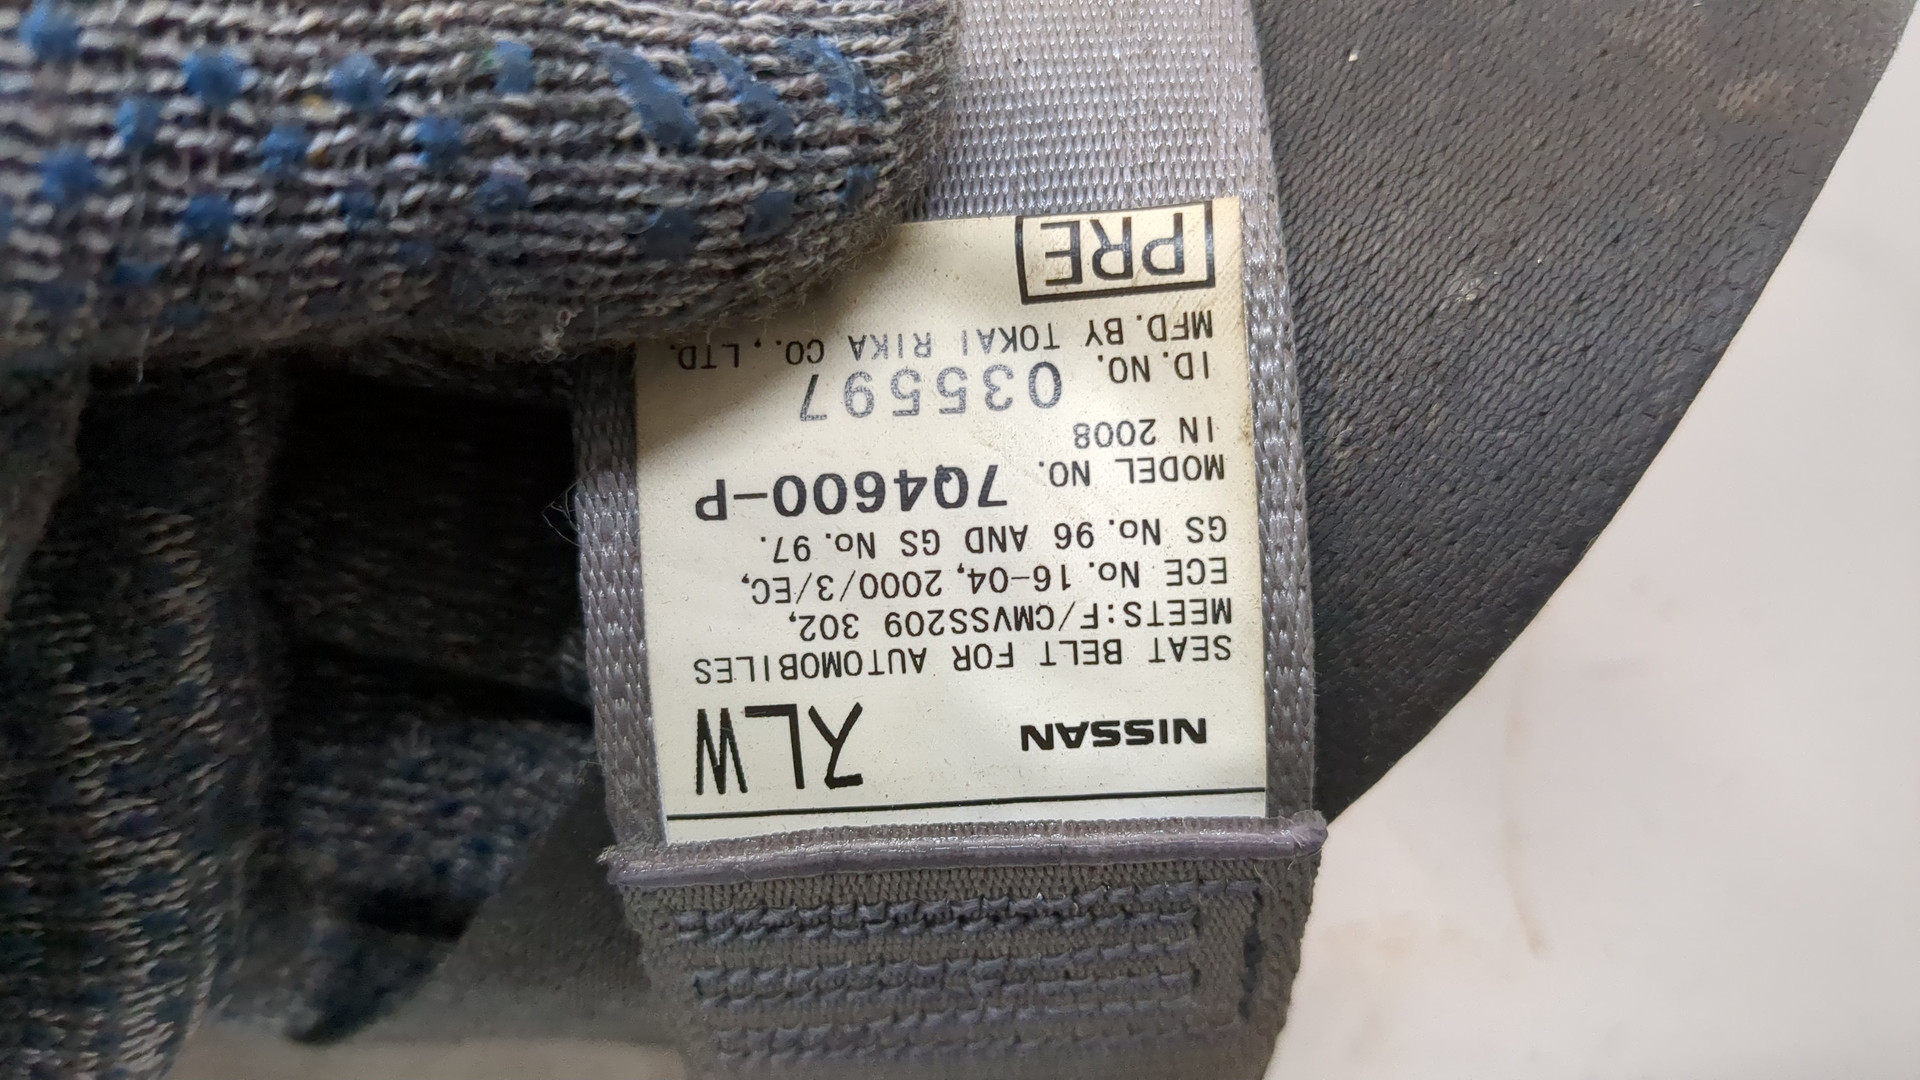 NISSAN
SEAT BELT FOR AUTOMOBILES
MEETS:F/CMVSS209 302,
ECE No. 16-04, 2000/3/EC,
GS No. 96 AND GS No. 97.
MODEL NO. 7Q4600-P
IN 2008
ID. NO. 035597
MFD. BY TOKAI RIKA CO., LTD.
PRE